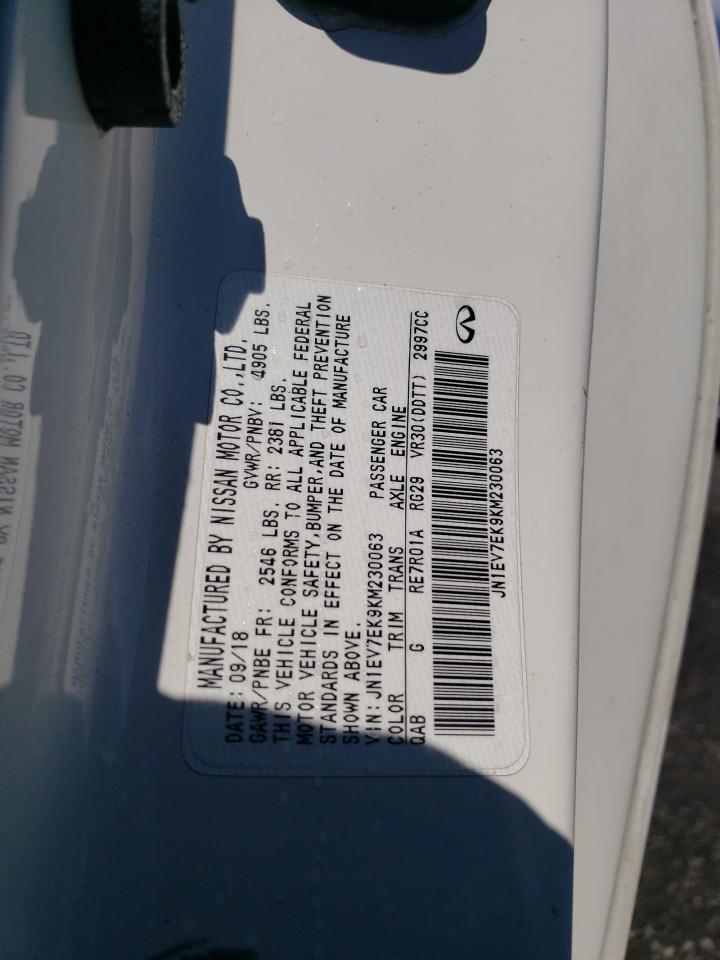 MANUFACTURED BY NISSAN MOTOR CO.,LTD.
DATE: 09/18 GVWR/PNBV: 4905 LBS.
GAWR/PNBE FR: 2546 LBS. RR: 2381 LBS.
THIS VEHICLE CONFORMS TO ALL APPLICABLE FEDERAL
MOTOR VEHICLE SAFETY,BUMPER,AND THEFT PREVENTION
STANDARDS IN EFFECT ON THE DATE OF MANUFACTURE
SHOWN ABOVE.
VIN: JN1EV7EK9KM230063 PASSENGER CAR
COLOR TRIM TRANS AXLE ENGINE
QAB G RE7R01A RG29 VR30(DDTT) 2997CC
JN1EV7EK9KM230063